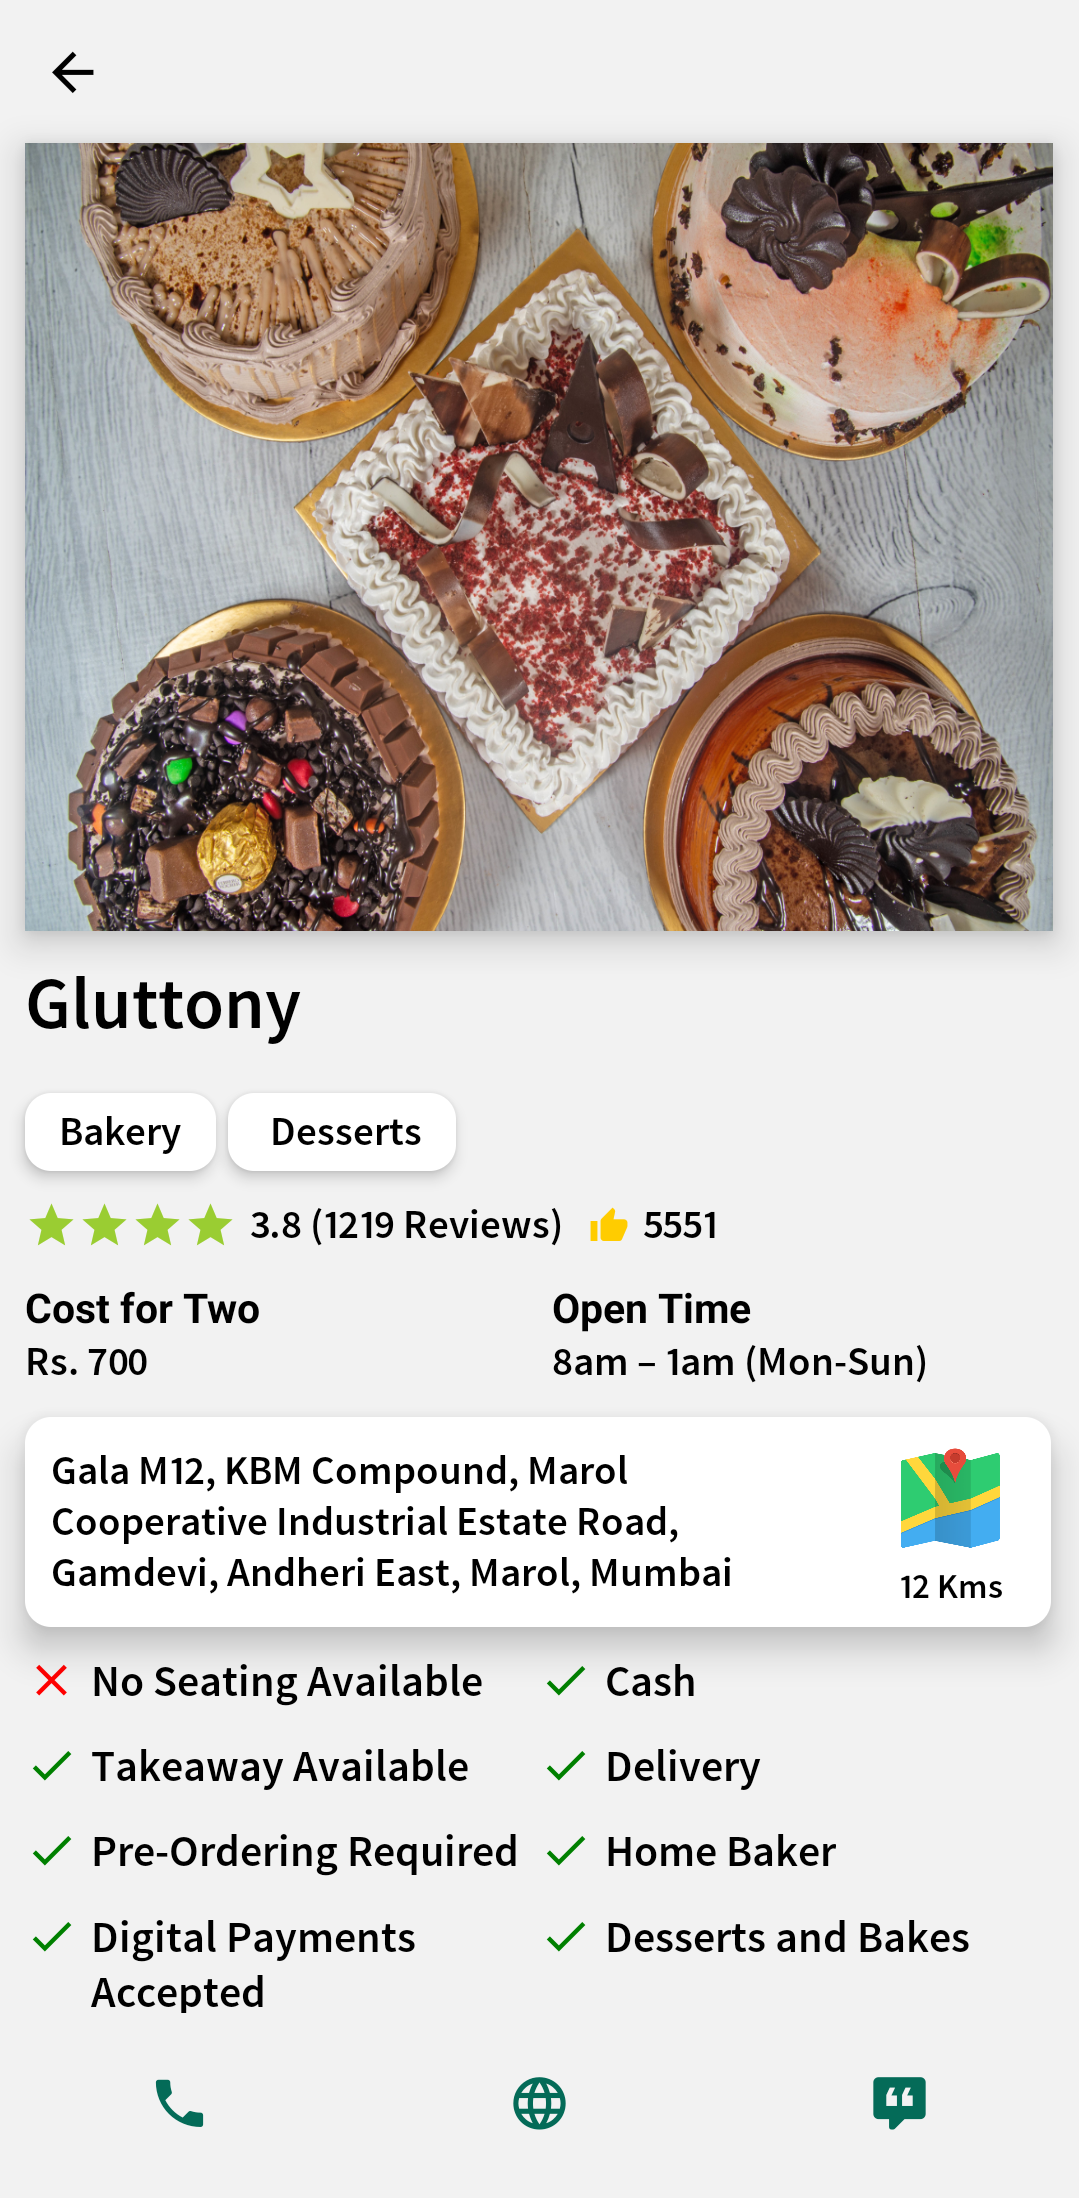 Gluttony
Bakery
Desserts
3.8 (1219 Reviews)
5551
Cost for Two
Rs. 700
Open Time
8am – 1am (Mon-Sun)
Gala M12, KBM Compound, Marol
Cooperative Industrial Estate Road,
Gamdevi, Andheri East, Marol, Mumbai
12 Kms
No Seating Available
Cash
Takeaway Available
Delivery
Pre-Ordering Required
Home Baker
Digital Payments
Accepted
Desserts and Bakes